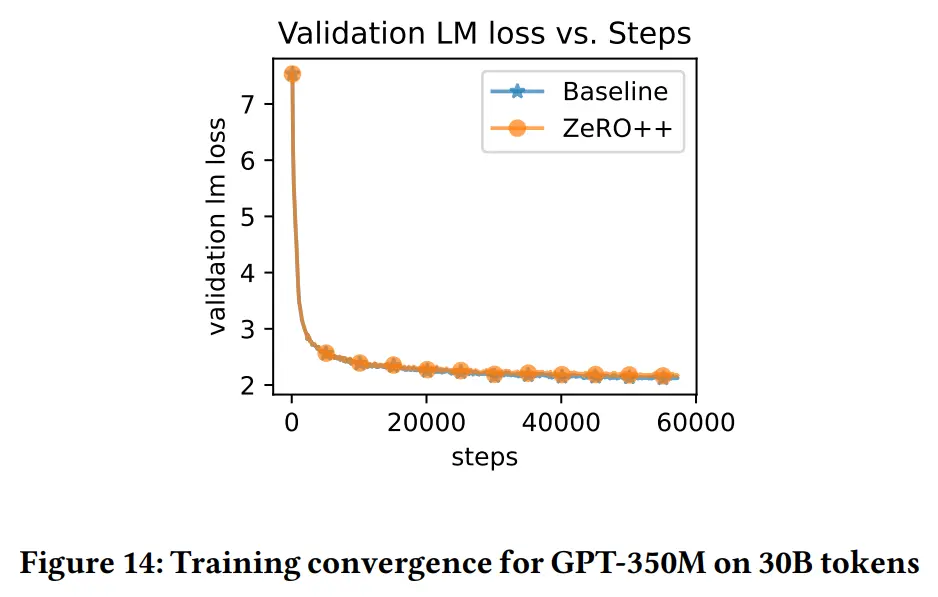 Validation LM loss vs. Steps
Baseline
ZeRO++
7
6
5
4
3
2
validation lm loss
0 20000 40000 60000
steps
Figure 14: Training convergence for GPT-350M on 30B tokens